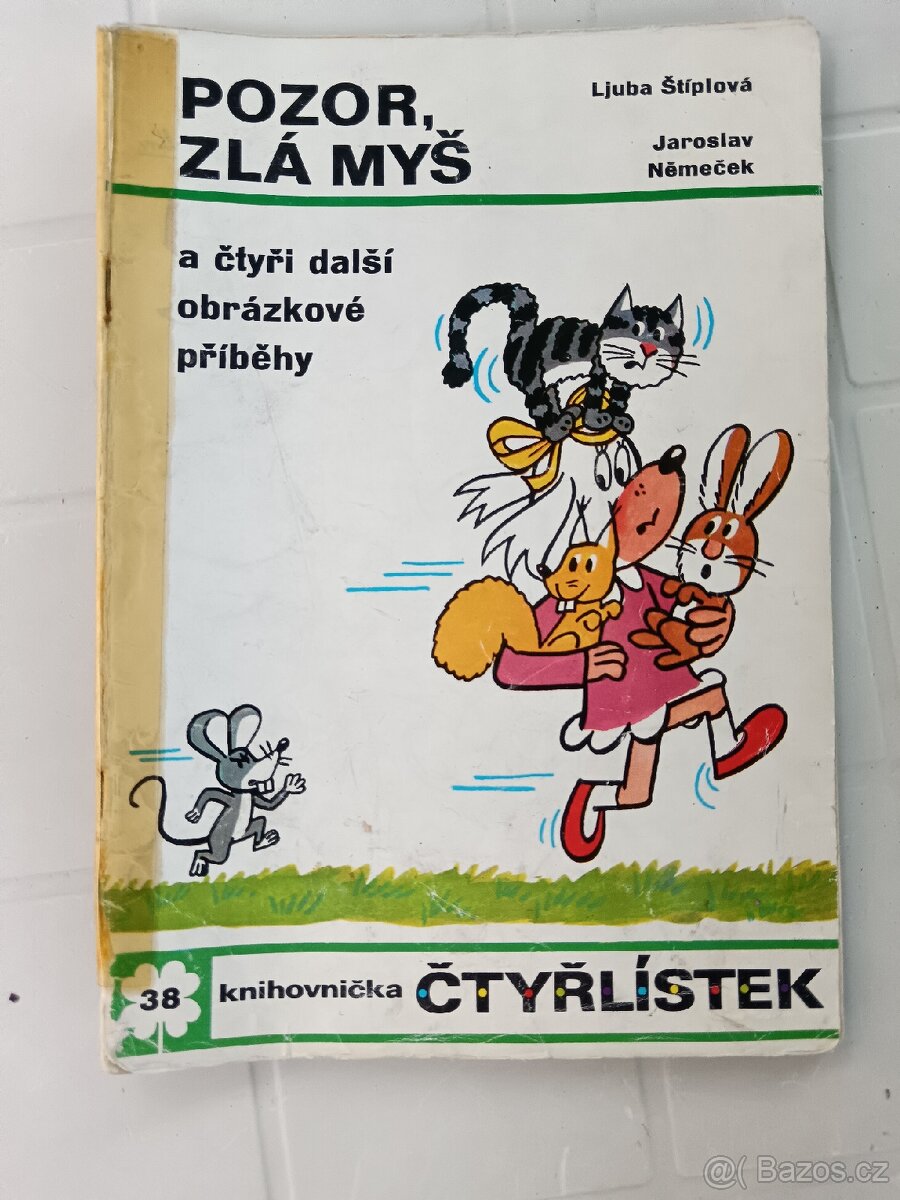 POZOR,
ZLÁ MYŠ
Ljuba Štíplová
Jaroslav
Němeček
a čtyři další
obrázkové
příběhy
38
knihovnička
ČTYŘLÍSTEK
@( Bazos.cz